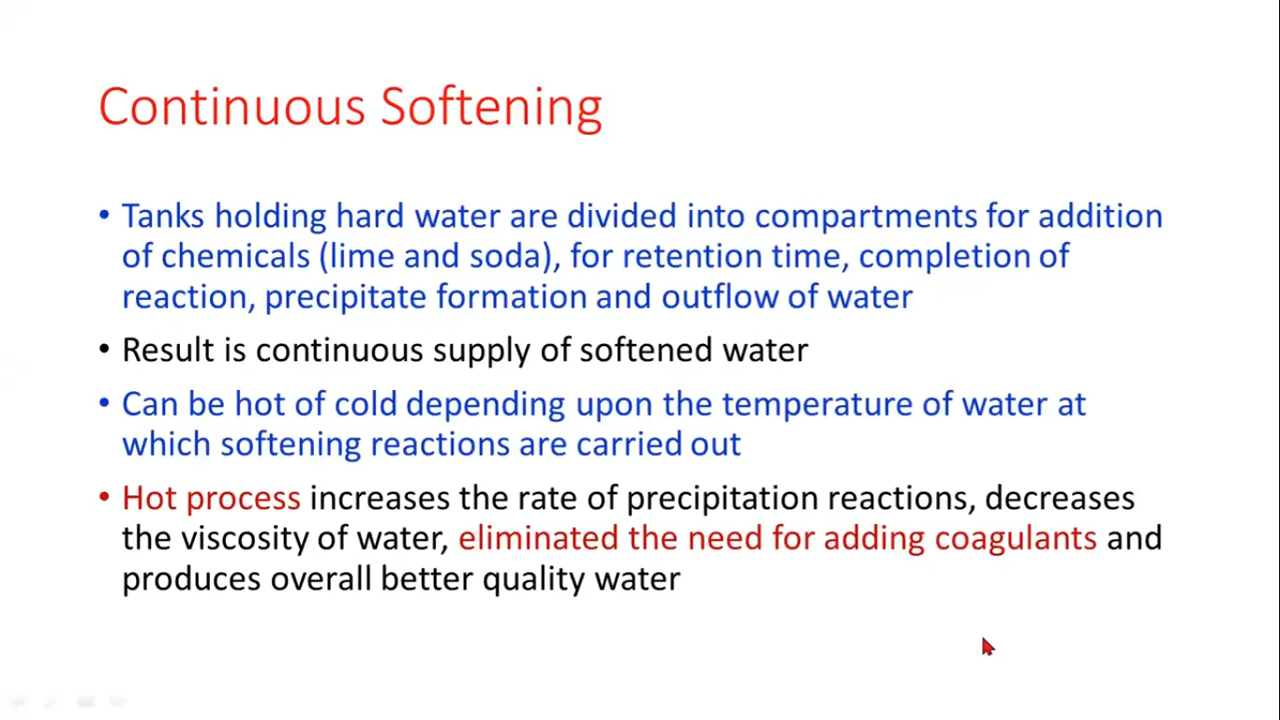 Continuous Softening
• Tanks holding hard water are divided into compartments for addition
of chemicals (lime and soda), for retention time, completion of
reaction, precipitate formation and outflow of water
• Result is continuous supply of softened water
• Can be hot of cold depending upon the temperature of water at
which softening reactions are carried out
• Hot process increases the rate of precipitation reactions, decreases
the viscosity of water, eliminated the need for adding coagulants and
produces overall better quality water